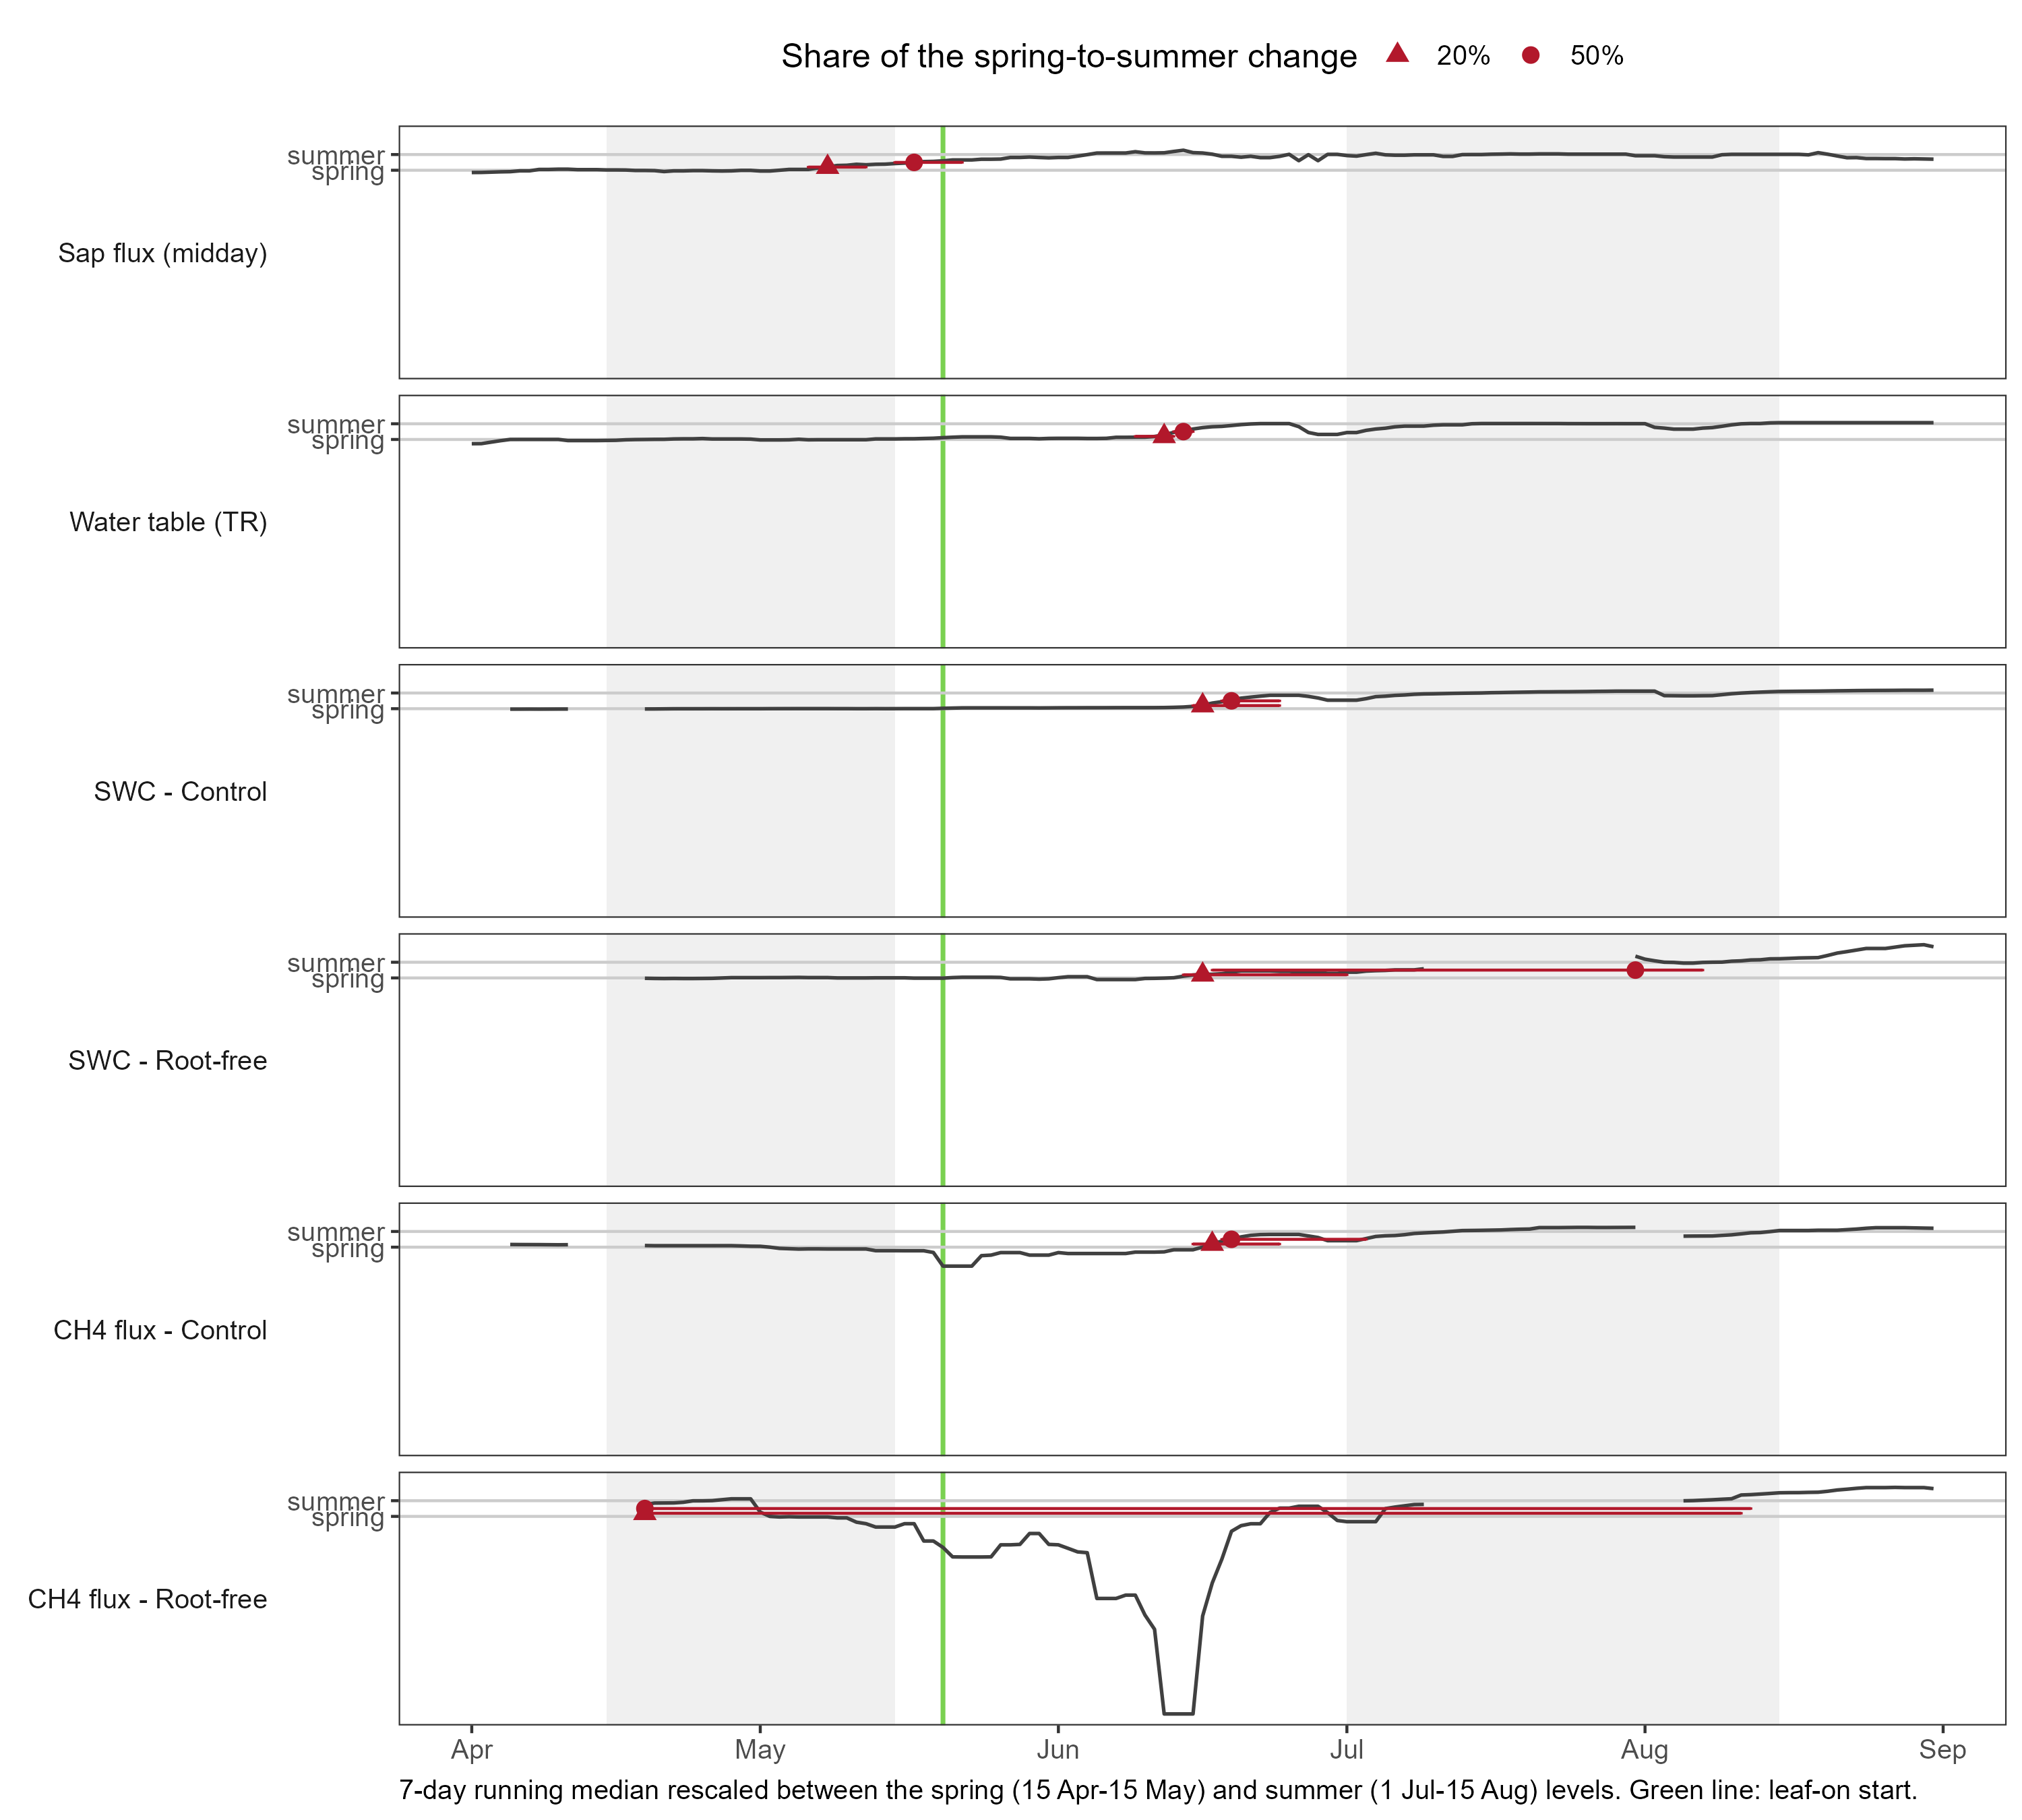 Share of the spring-to-summer change 20% 50%
summer
spring
Sap flux (midday)
summer
spring
Water table (TR)
summer
spring
SWC - Control
summer
spring
SWC - Root-free
summer
spring
CH4 flux - Control
summer
spring
CH4 flux - Root-free
Apr May Jun Jul Aug Sep
7-day running median rescaled between the spring (15 Apr-15 May) and summer (1 Jul-15 Aug) levels. Green line: leaf-on start.